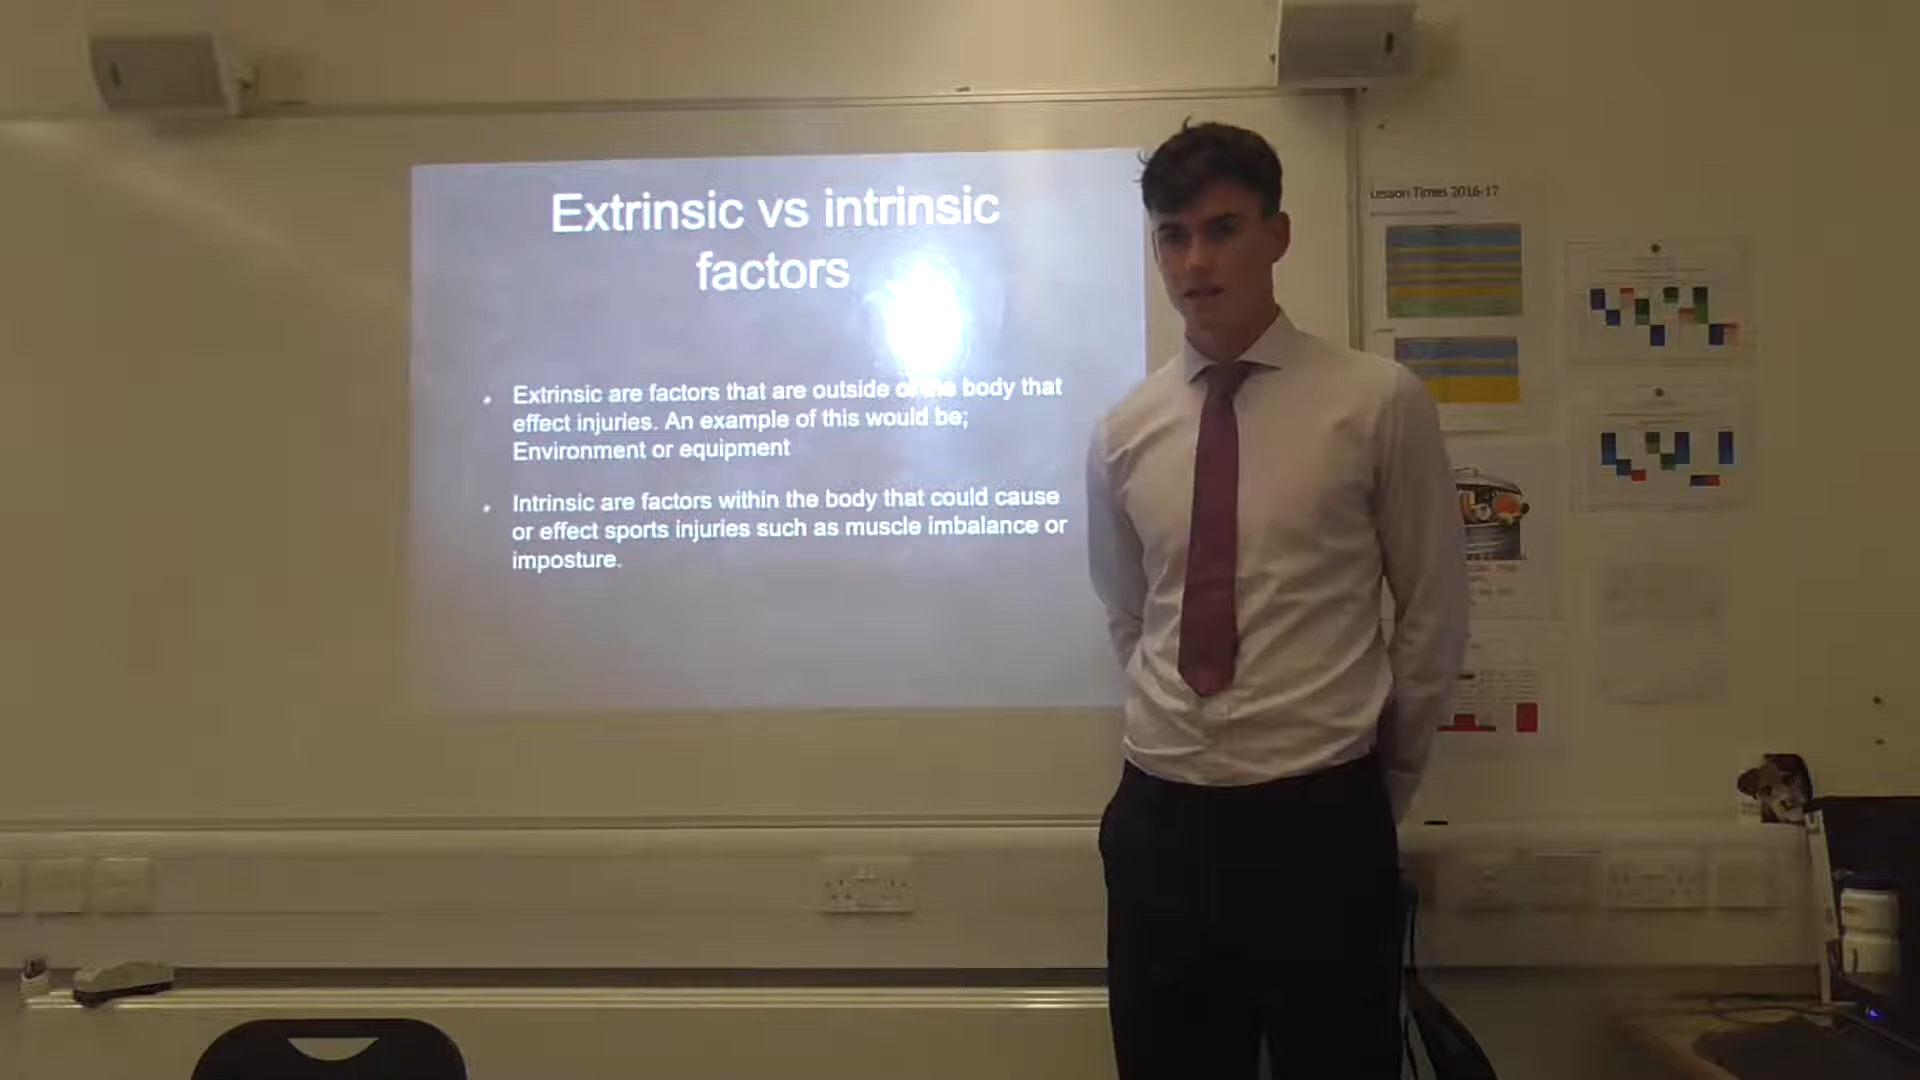 Extrinsic vs intrinsic
factors
• Extrinsic are factors that are outside of the body that
effect injuries. An example of this would be;
Environment or equipment
• Intrinsic are factors within the body that could cause
or effect sports injuries such as muscle imbalance or
imposture.
Lesson Times 2016-17